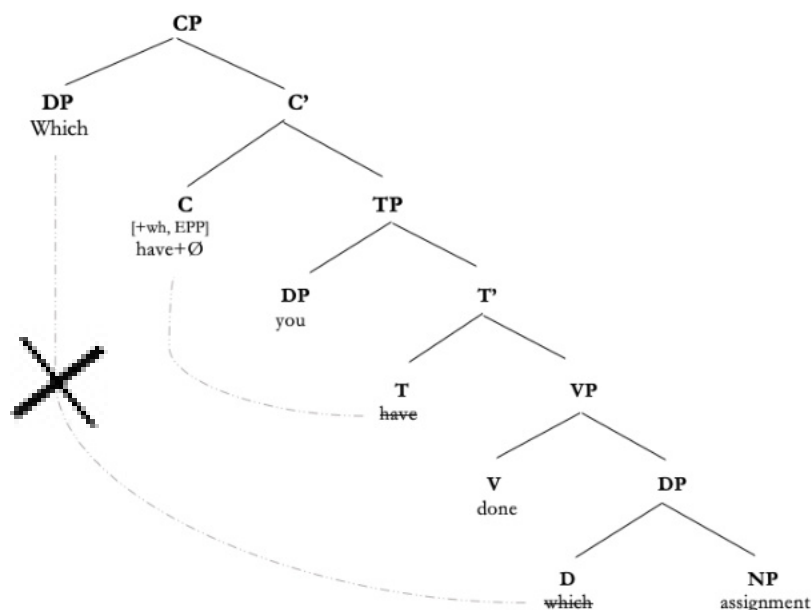 CP
DP C’
Which
C TP
[+wh, EPP]
have+Ø
DP T’
you
T VP
have
V DP
done
D NP
which assignment